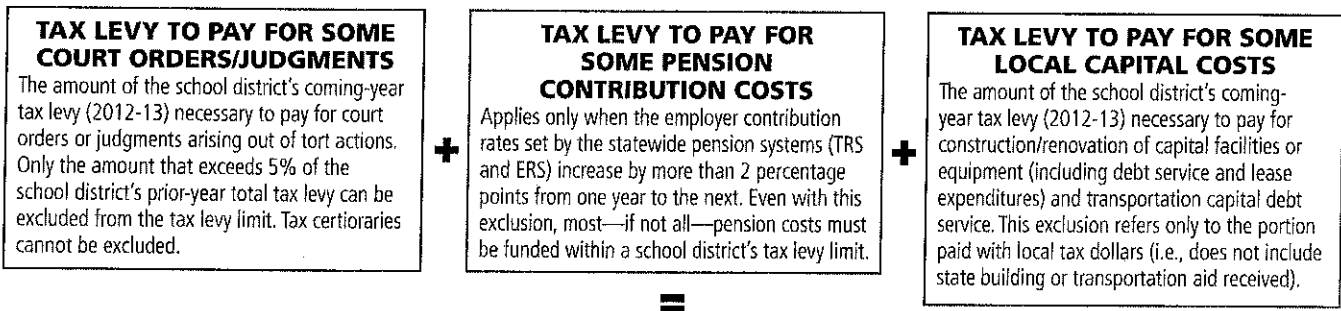 TAX LEVY TO PAY FOR SOME
COURT ORDERS/JUDGMENTS
The amount of the school district's coming-year
tax levy (2012-13) necessary to pay for court
orders or judgments arising out of tort actions.
Only the amount that exceeds 5% of the
school district's prior-year total tax levy can be
excluded from the tax levy limit. Tax certioraries
cannot be excluded.
+
TAX LEVY TO PAY FOR
SOME PENSION
CONTRIBUTION COSTS
Applies only when the employer contribution
rates set by the statewide pension systems (TRS
and ERS) increase by more than 2 percentage
points from one year to the next. Even with this
exclusion, most—if not all—pension costs must
be funded within a school district's tax levy limit.
+
TAX LEVY TO PAY FOR SOME
LOCAL CAPITAL COSTS
The amount of the school district's coming-
year tax levy (2012-13) necessary to pay for
construction/renovation of capital facilities or
equipment (including debt service and lease
expenditures) and transportation capital debt
service. This exclusion refers only to the portion
paid with local tax dollars (i.e., does not include
state building or transportation aid received).
=